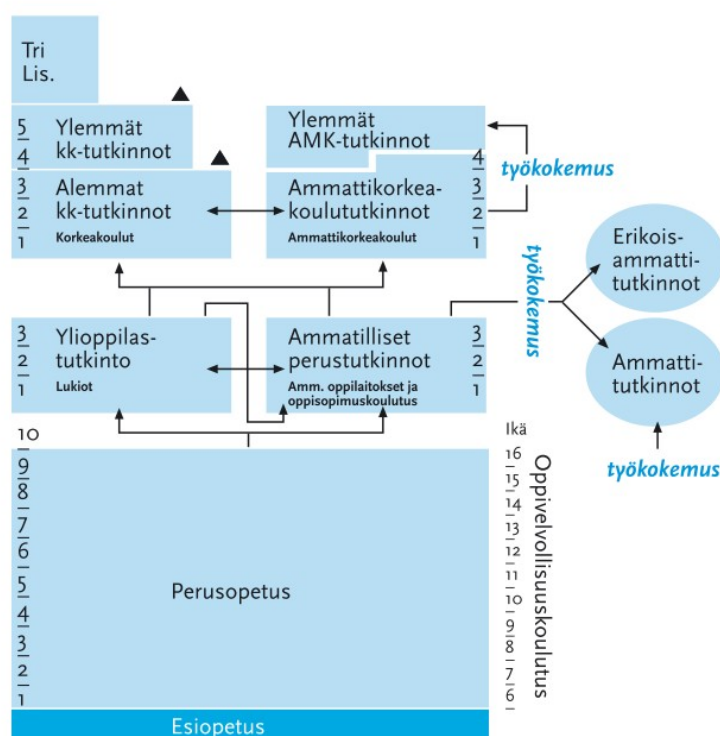 Tri
Lis.
5
4
Ylemmät
kk-tutkinnot
Ylemmät
AMK-tutkinnot
työkokemus
3
2
1
Alemmat
kk-tutkinnot
Korkeakoulut
Ammattikorkea-
koulututkinnot
Ammattikorkeakoulut
4
3
2
1
työkokemus
Erikois-
ammatti-
tutkinnot
3
2
1
Ylioppilas-
tutkinto
Lukiot
Ammatilliset
perustutkinnot
Amm. oppilaitokset ja
oppisopimuskoulutus
3
2
1
Ammatti-
tutkinnot
työkokemus
10
9
8
7
6
5
4
3
2
1
Perusopetus
Ikä
16
15
14
13
12
11
10
9
8
7
6
Oppivelvollisuuskoulutus
Esiopetus